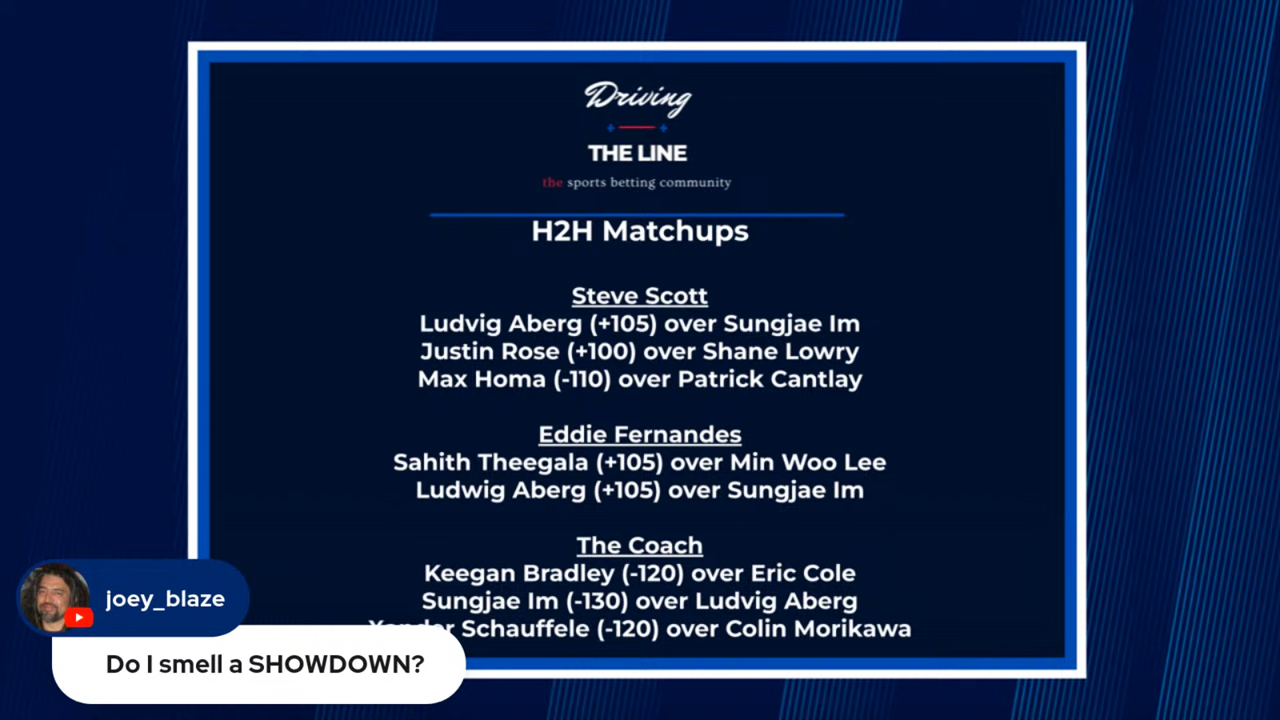 Driving
THE LINE
the sports betting community
H2H Matchups
Steve Scott
Ludvig Aberg (+105) over Sungjae Im
Justin Rose (+100) over Shane Lowry
Max Homa (-110) over Patrick Cantlay
Eddie Fernandes
Sahith Theegala (+105) over Min Woo Lee
Ludwig Aberg (+105) over Sungjae Im
The Coach
Keegan Bradley (-120) over Eric Cole
Sungjae Im (-130) over Ludvig Aberg
Xander Schauffele (-120) over Colin Morikawa
joey_blaze
Do I smell a SHOWDOWN?